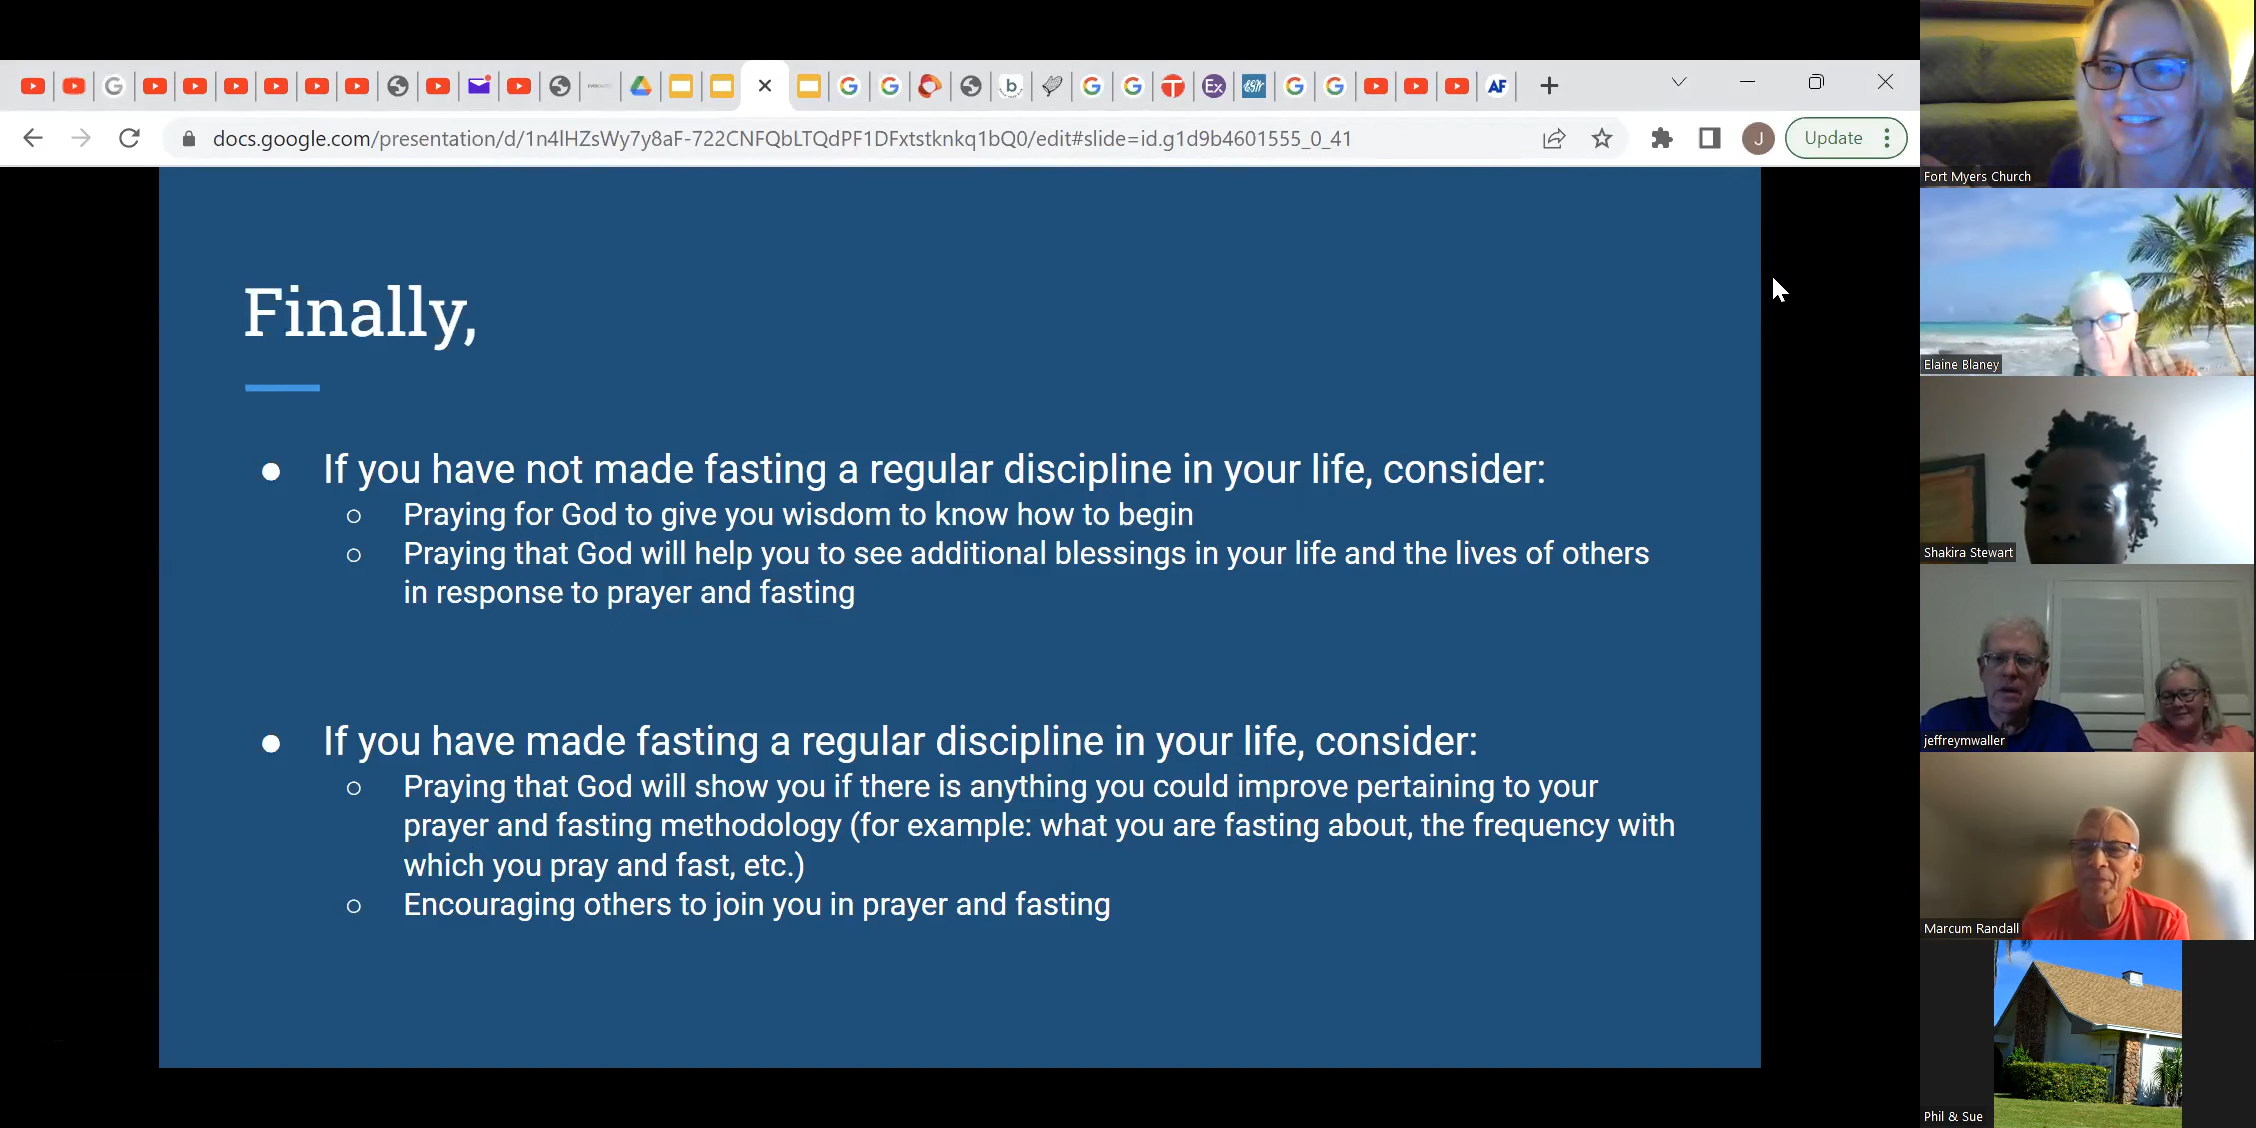 docs.google.com/presentation/d/1n4lHZsWy7y8aF-722CNFQbLTQdPF1DFxtstknkq1bQ0/edit#slide=id.g1d9b4601555_0_41
J
Update
Finally,
● If you have not made fasting a regular discipline in your life, consider:
○ Praying for God to give you wisdom to know how to begin
○ Praying that God will help you to see additional blessings in your life and the lives of others
in response to prayer and fasting
● If you have made fasting a regular discipline in your life, consider:
○ Praying that God will show you if there is anything you could improve pertaining to your
prayer and fasting methodology (for example: what you are fasting about, the frequency with
which you pray and fast, etc.)
○ Encouraging others to join you in prayer and fasting
Fort Myers Church
Elaine Blaney
Shakira Stewart
jeffreymwaller
Marcum Randall
Phil & Sue